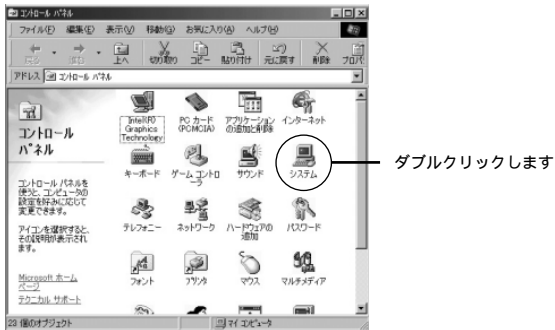 コントロール パネル
ファイル(F) 編集(E) 表示(V) 移動(G) お気に入り(A) ヘルプ(H)
戻る 進む 上へ 切り取り コピー 貼り付け 元に戻す 削除 プロパ
アドレス コントロール パネル
コントロール
パネル
コントロール パネルを
使うと、コンピュータの
設定を好みに応じて
変更できます。
アイコンを選択すると、
その説明が表示され
ます。
Microsoft ホーム
ページ
テクニカル サポート
Intel(R)
Graphics
Technology
PC カード
(PCMCIA)
アプリケーション
の追加と削除
インターネット
キーボード
ゲーム コントロ
ーラ
サウンド
システム
ダブルクリックします
テレフォニー
ネットワーク
ハードウェアの
追加
パスワード
フォント
プリンタ
マウス
マルチメディア
23 個のオブジェクト
マイ コンピュータ